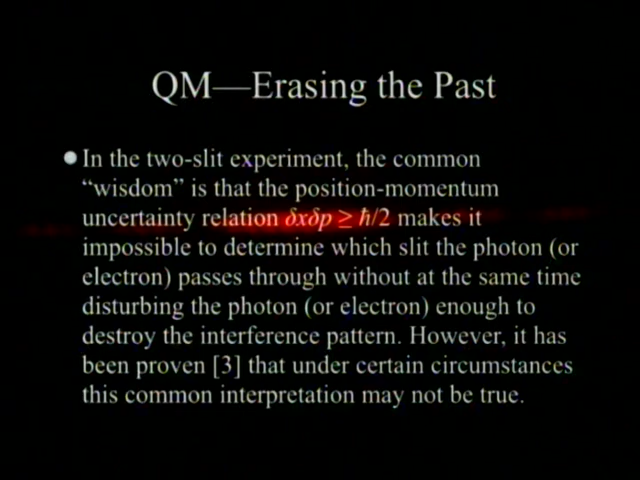 QM—Erasing the Past
In the two-slit experiment, the common
“wisdom” is that the position-momentum
uncertainty relation δxδp ≥ ℏ/2 makes it
impossible to determine which slit the photon (or
electron) passes through without at the same time
disturbing the photon (or electron) enough to
destroy the interference pattern. However, it has
been proven [3] that under certain circumstances
this common interpretation may not be true.